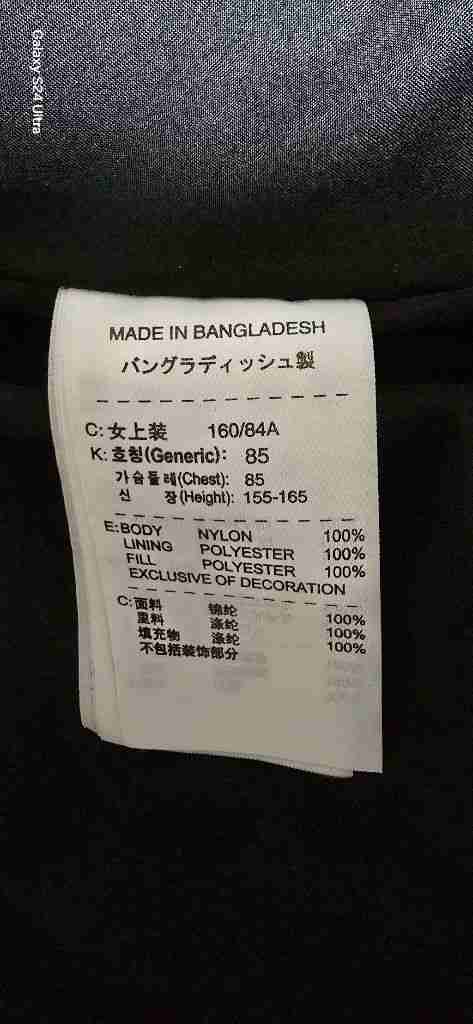 Galaxy S24 Ultra
MADE IN BANGLADESH
バングラディッシュ製
C: 女上装 160/84A
K: 호칭(Generic): 85
가슴둘레(Chest): 85
신 장(Height): 155-165
E: BODY NYLON 100%
LINING POLYESTER 100%
FILL POLYESTER 100%
EXCLUSIVE OF DECORATION
C: 面料 锦纶 100%
里料 涤纶 100%
填充物 涤纶 100%
不包括装饰部分